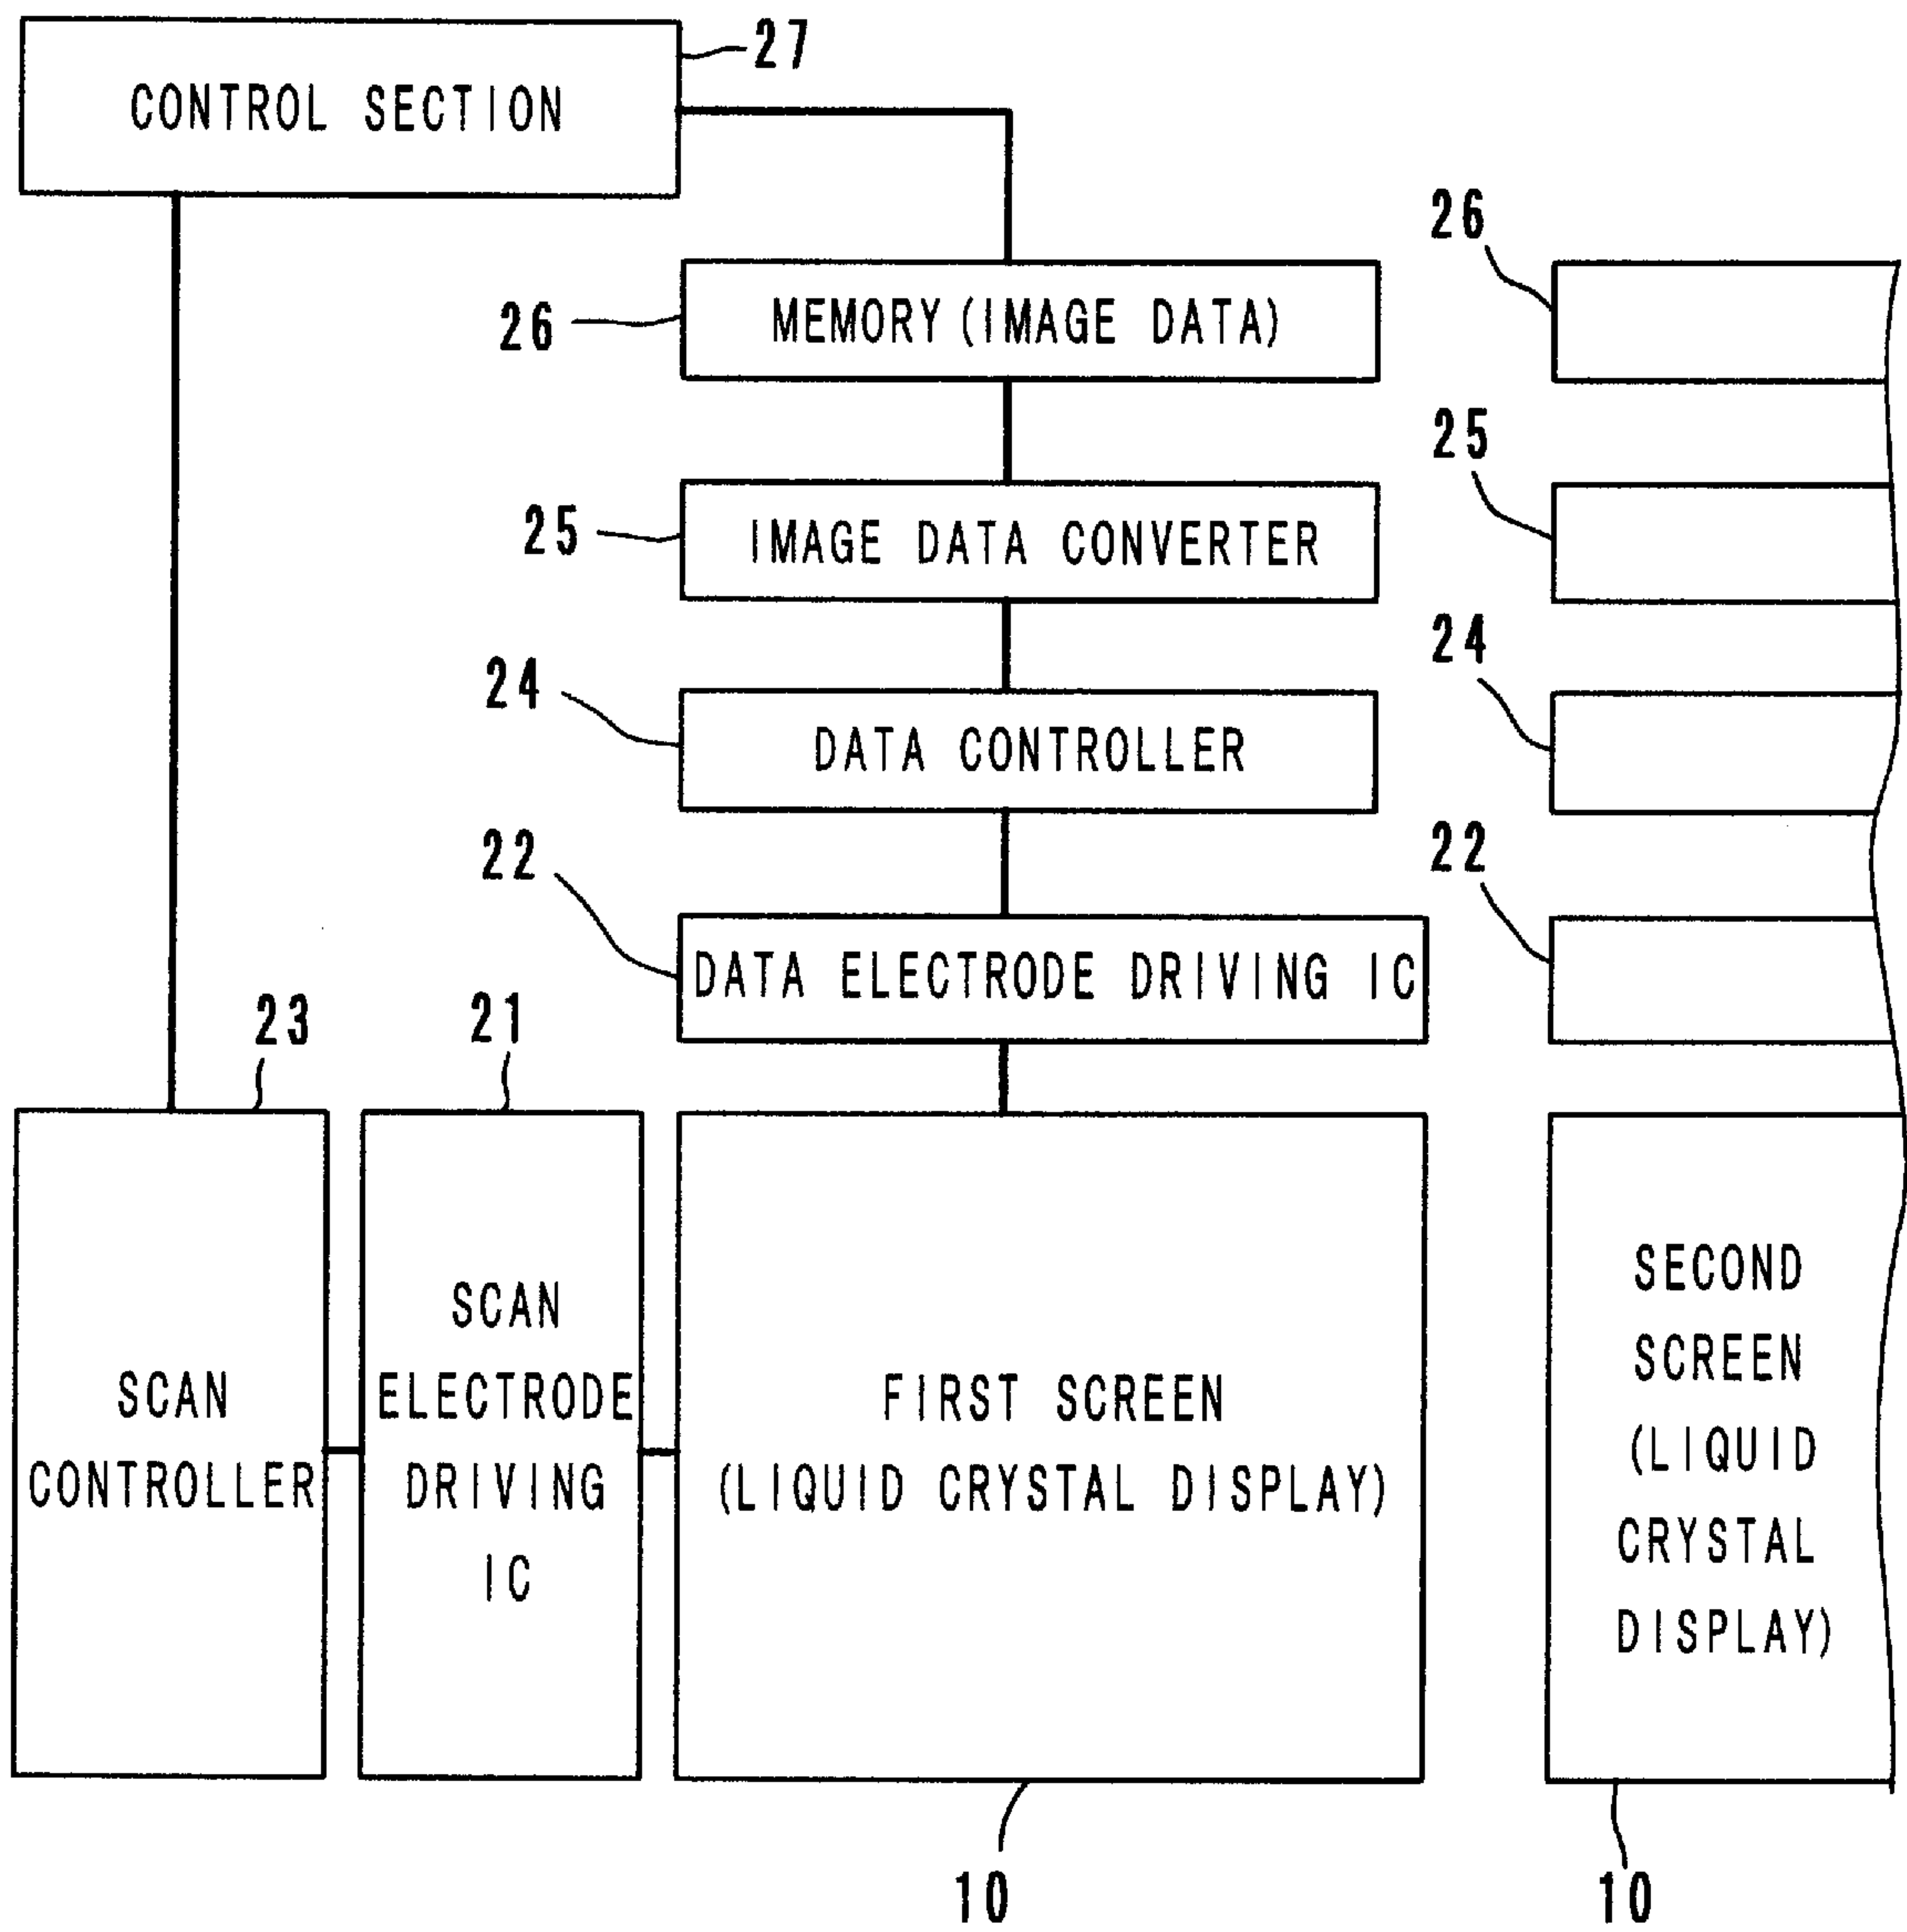 27
CONTROL SECTION
26
26
MEMORY (IMAGE DATA)
25
25
IMAGE DATA CONVERTER
24
24
DATA CONTROLLER
22
22
DATA ELECTRODE DRIVING IC
23
21
SCAN
CONTROLLER
SCAN
ELECTRODE
DRIVING
IC
FIRST SCREEN
(LIQUID CRYSTAL DISPLAY)
SECOND
SCREEN
(LIQUID
CRYSTAL
DISPLAY)
10
10